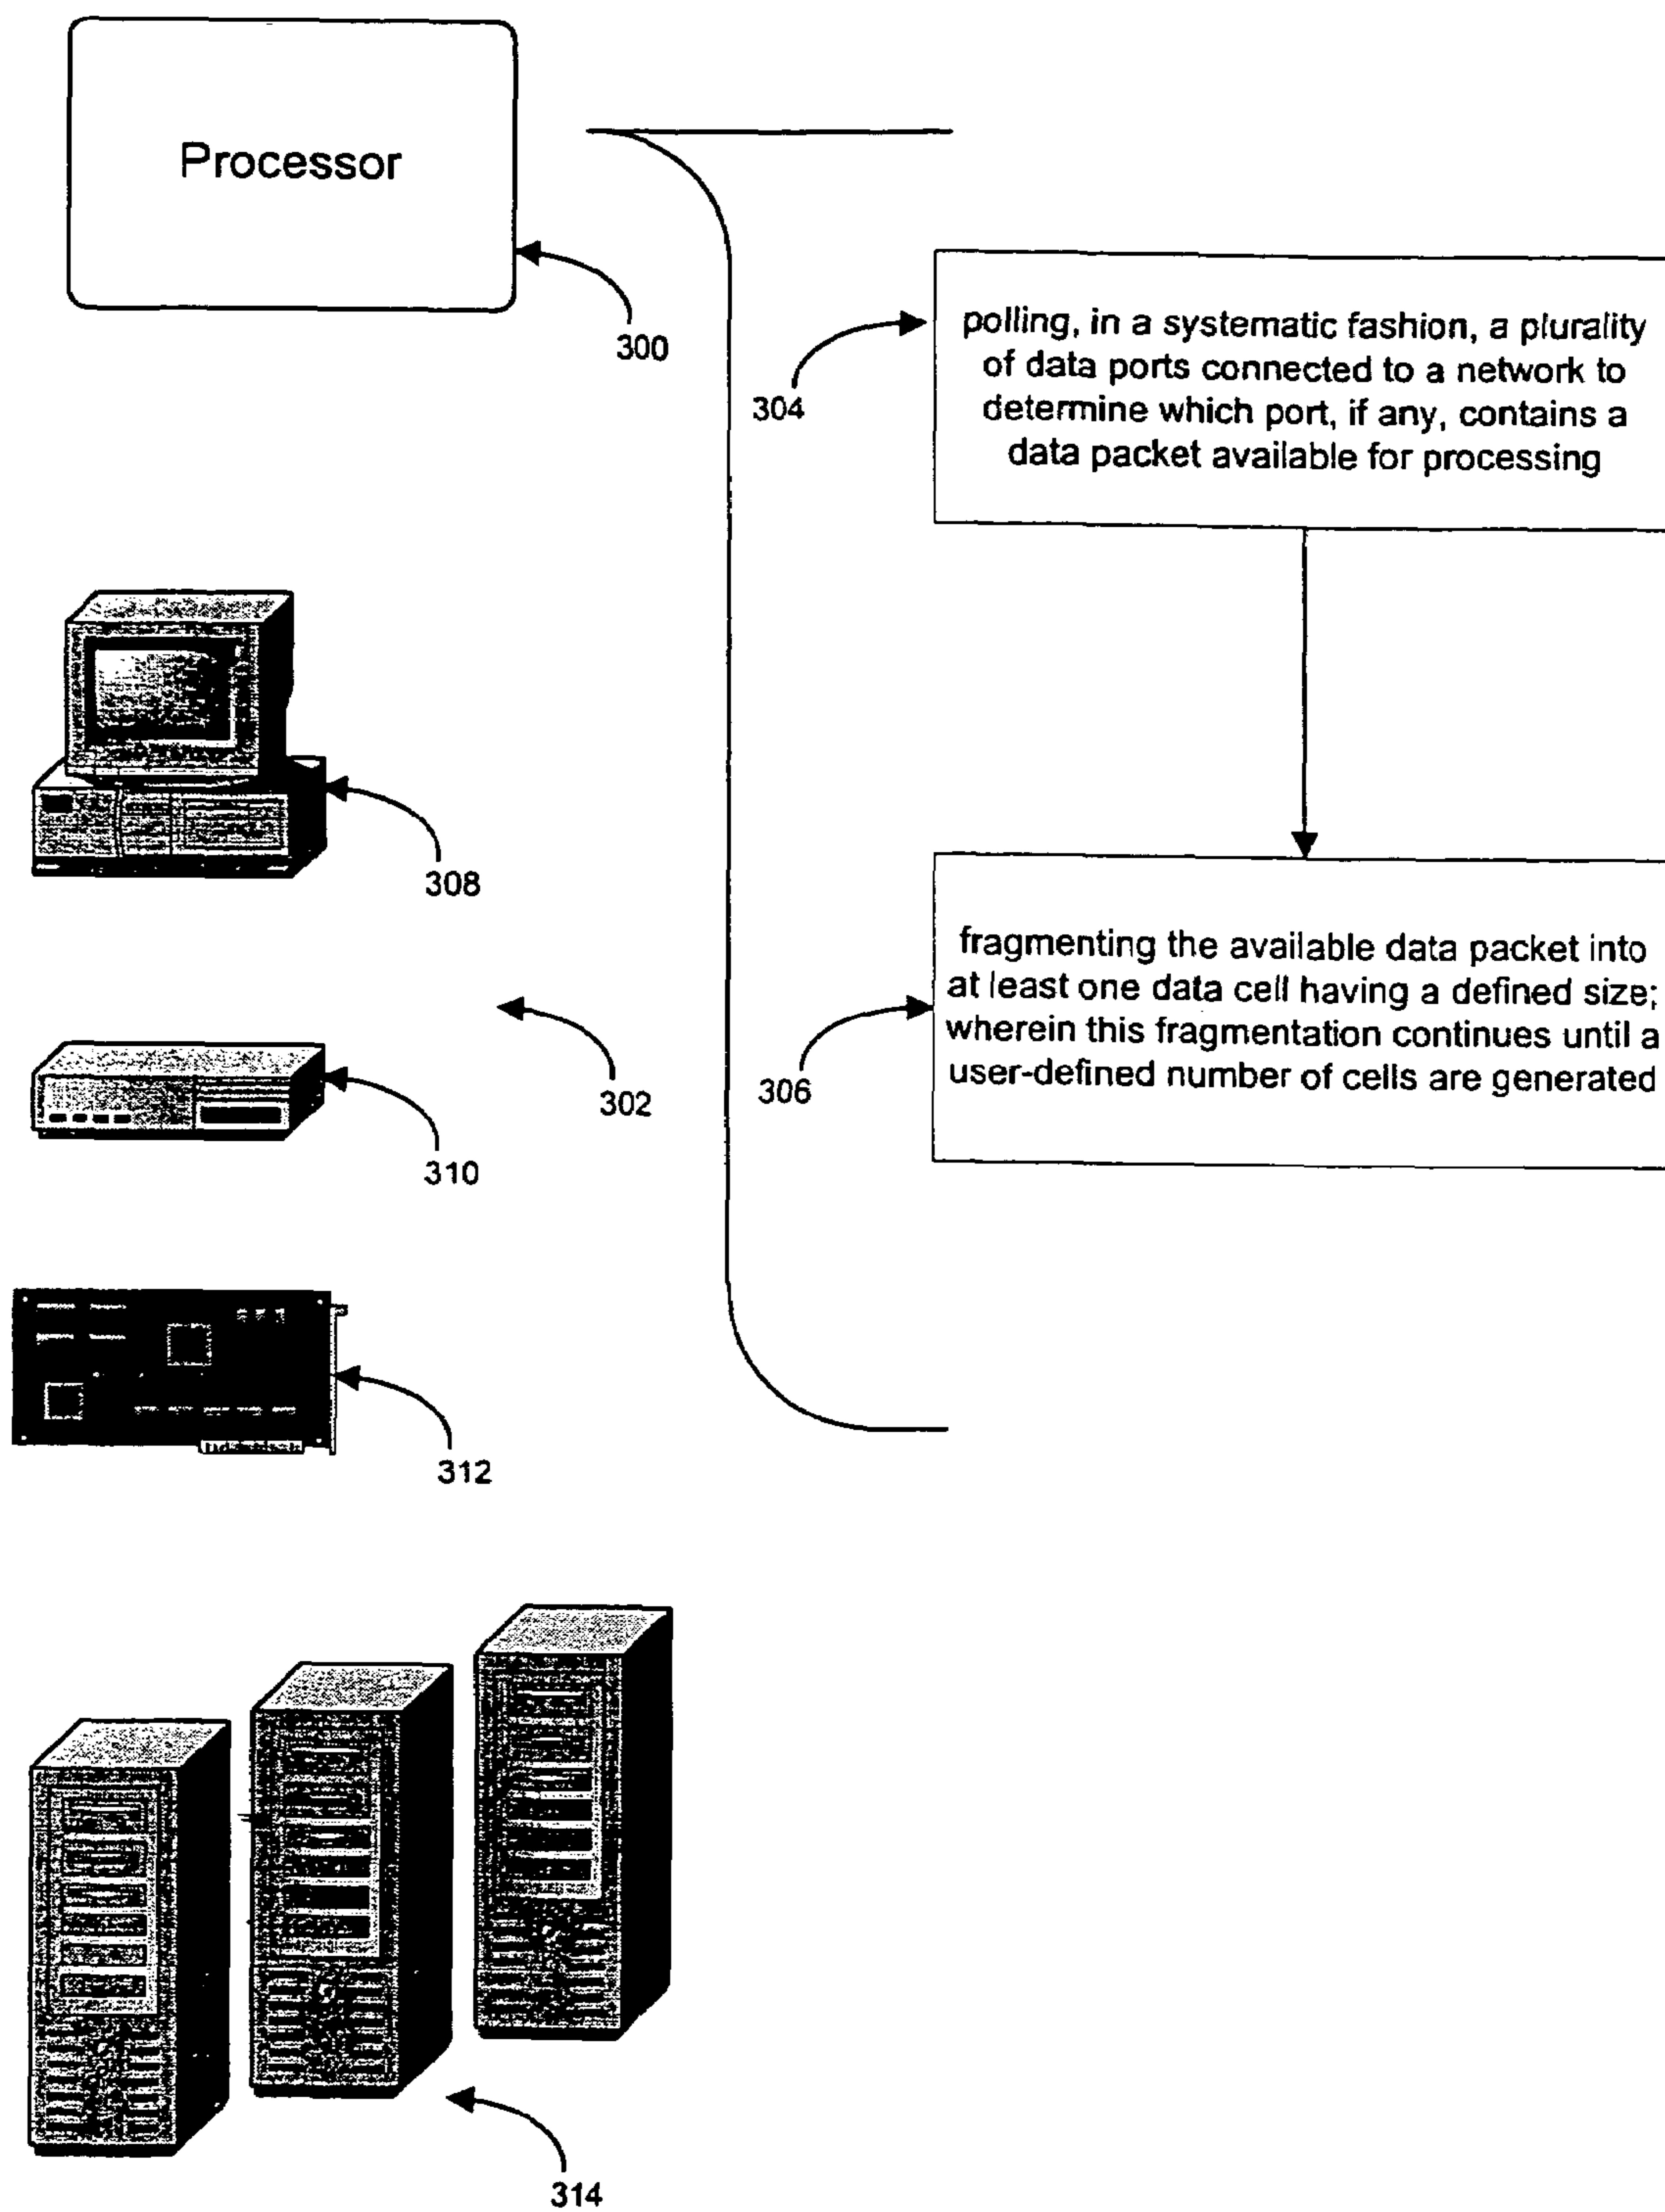 Processor
300
304
polling, in a systematic fashion, a plurality
of data ports connected to a network to
determine which port, if any, contains a
data packet available for processing
308
302
306
fragmenting the available data packet into
at least one data cell having a defined size;
wherein this fragmentation continues until a
user-defined number of cells are generated
310
312
314